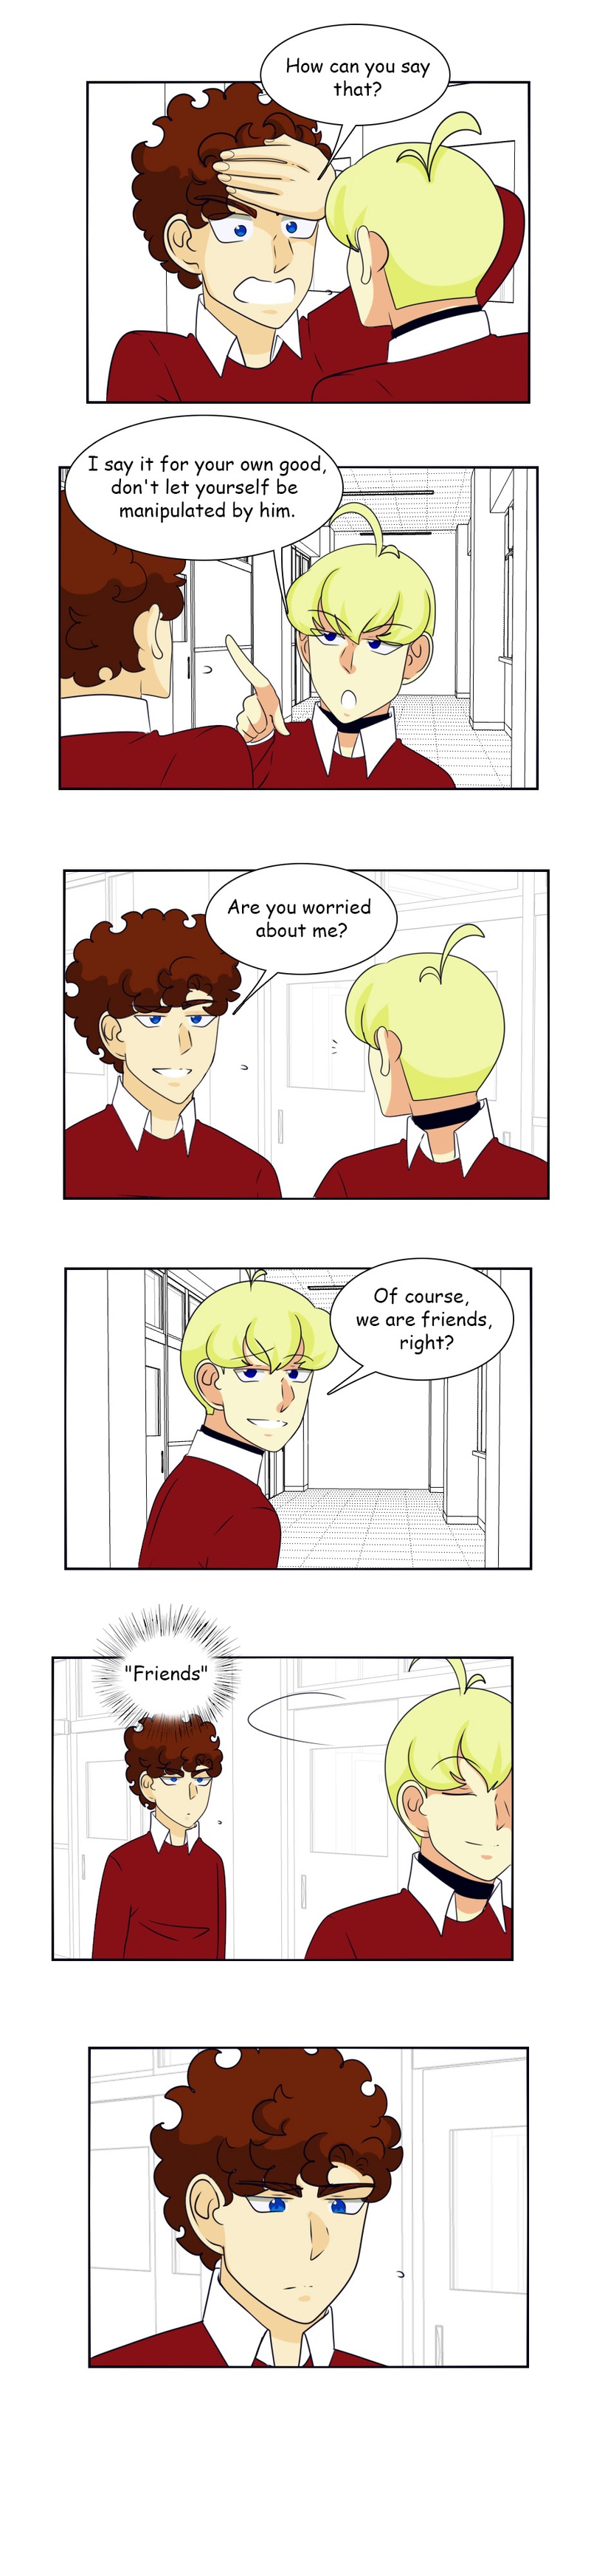 How can you say
that?
I say it for your own good,
don't let yourself be
manipulated by him.
Are you worried
about me?
Of course,
we are friends,
right?
"Friends"